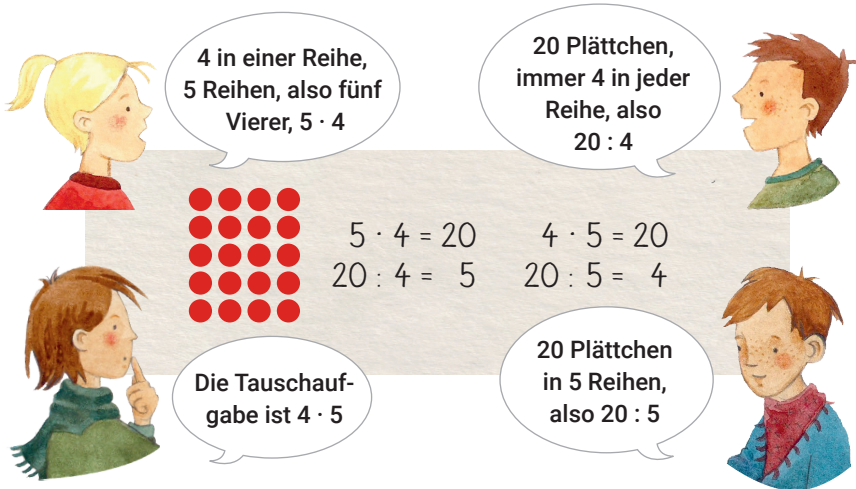 4 in einer Reihe,
5 Reihen, also fünf
Vierer, 5 · 4
20 Plättchen,
immer 4 in jeder
Reihe, also
20 : 4
5 · 4 = 20
20 : 4 = 5
4 · 5 = 20
20 : 5 = 4
Die Tauschauf-
gabe ist 4 · 5
20 Plättchen
in 5 Reihen,
also 20 : 5